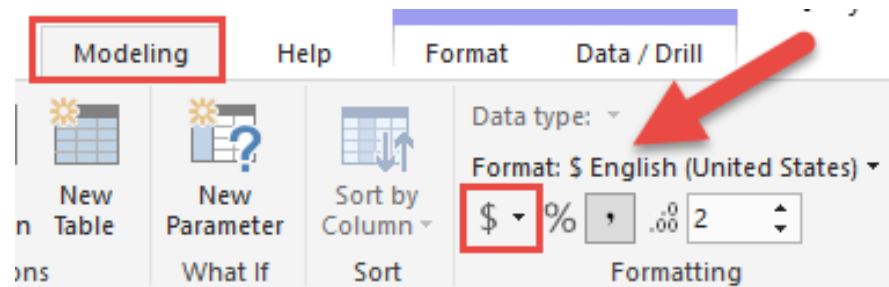 Modeling Help Format Data / Drill
Data type:
Format: $ English (United States)
New Table
New Parameter
Sort by Column
$ % , .00 2
What If Sort Formatting